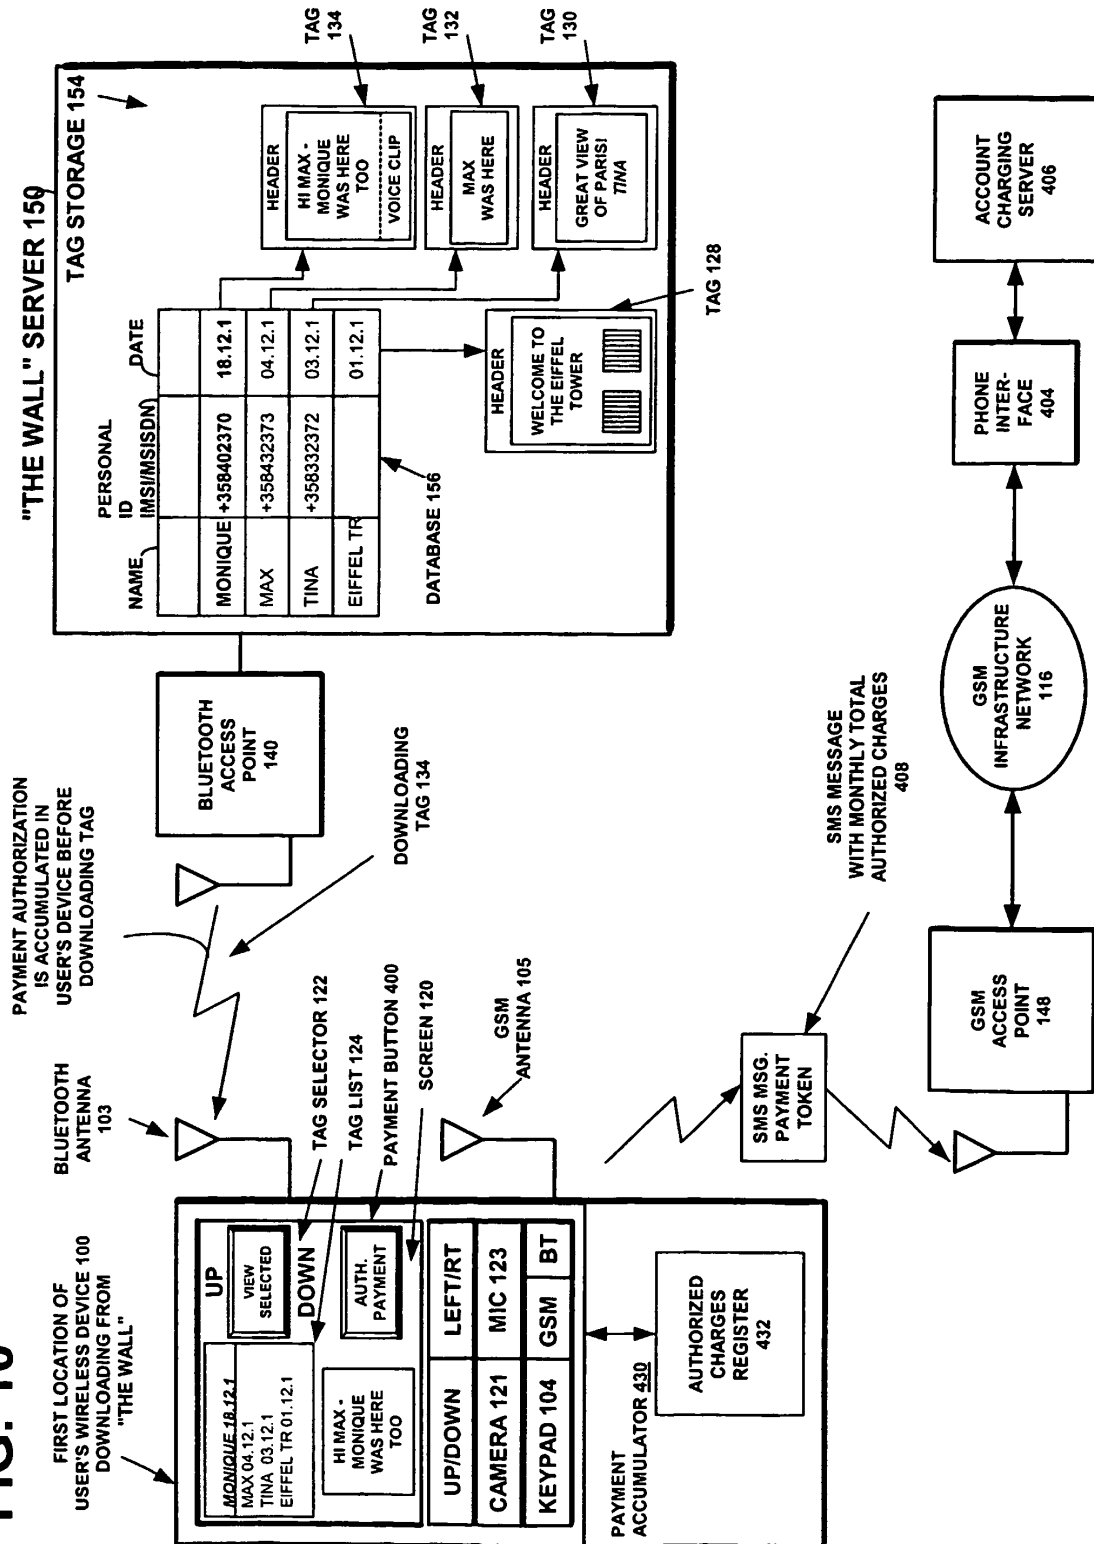 "THE WALL" SERVER 150
TAG STORAGE 154
NAME
PERSONAL
ID
IMSI/MSISDN
DATE
MONIQUE +358402370 18.12.1
MAX +358432373 04.12.1
TINA +358332372 03.12.1
EIFFEL TR 01.12.1
DATABASE 156
HEADER
HI MAX -
MONIQUE
WAS HERE
TOO
VOICE CLIP
TAG
134
HEADER
MAX
WAS HERE
TAG
132
HEADER
GREAT VIEW
OF PARIS!
TINA
TAG
130
HEADER
WELCOME TO
THE EIFFEL
TOWER
TAG 128
BLUETOOTH
ACCESS
POINT
140
PAYMENT AUTHORIZATION
IS ACCUMULATED IN
USER'S DEVICE BEFORE
DOWNLOADING TAG
DOWNLOADING
TAG 134
BLUETOOTH
ANTENNA
103
FIRST LOCATION OF
USER'S WIRELESS DEVICE 100
DOWNLOADING FROM
"THE WALL"
MONIQUE 18.12.1
MAX 04.12.1
TINA 03.12.1
EIFFEL TR 01.12.1
UP
VIEW
SELECTED
DOWN
HI MAX -
MONIQUE
WAS HERE
TOO
AUTH.
PAYMENT
TAG SELECTOR 122
TAG LIST 124
PAYMENT BUTTON 400
SCREEN 120
GSM
ANTENNA 105
UP/DOWN LEFT/RT
CAMERA 121 MIC 123
KEYPAD 104 GSM BT
PAYMENT
ACCUMULATOR 430
AUTHORIZED
CHARGES
REGISTER
432
SMS MSG.
PAYMENT
TOKEN
SMS MESSAGE
WITH MONTHLY TOTAL
AUTHORIZED CHARGES
408
GSM
ACCESS
POINT
148
GSM
INFRASTRUCTURE
NETWORK
116
PHONE
INTER-
FACE
404
ACCOUNT
CHARGING
SERVER
406